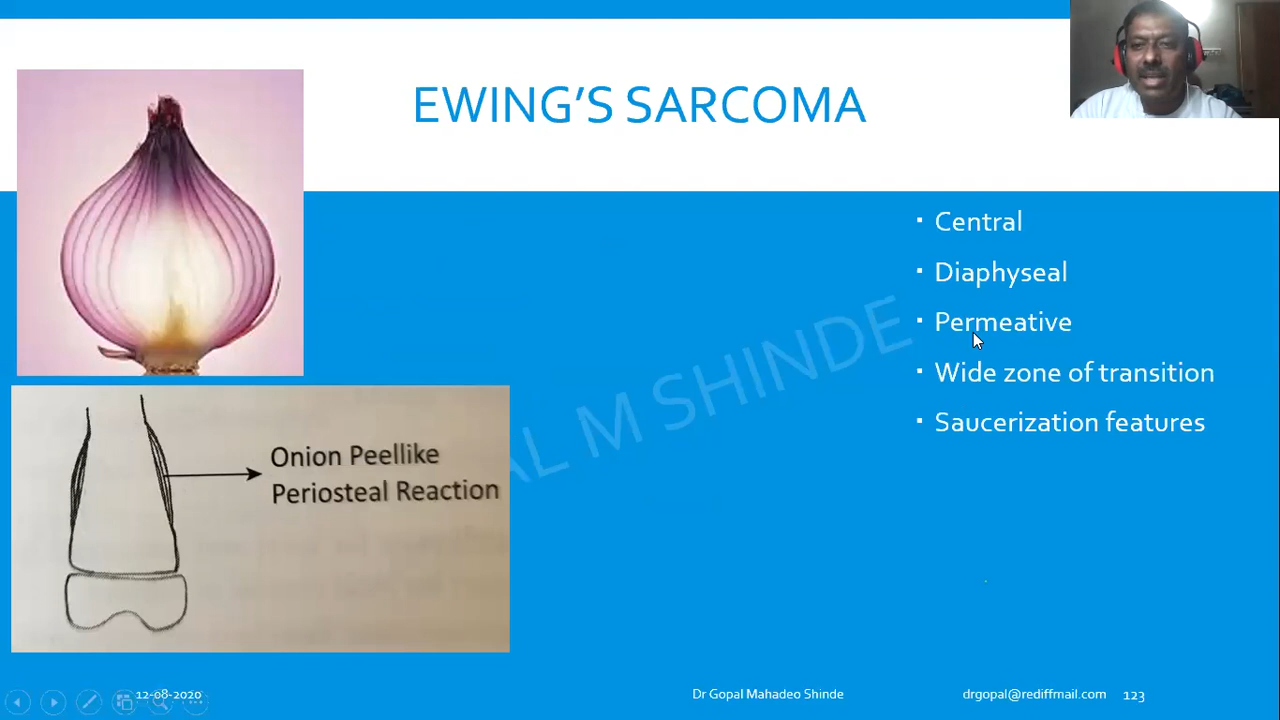 EWING'S SARCOMA
▪ Central
▪ Diaphyseal
▪ Permeative
▪ Wide zone of transition
▪ Saucerization features
Onion Peellike
Periosteal Reaction
AL M SHINDE
12-08-2020
Dr Gopal Mahadeo Shinde
drgopal@rediffmail.com
123